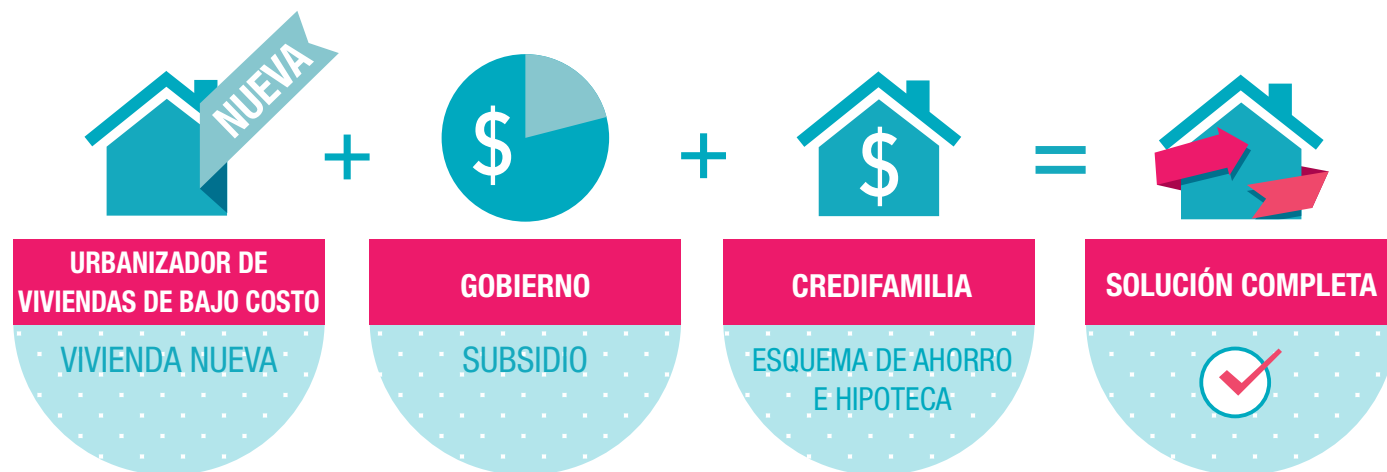 NUEVA
+
$
+
$
=
URBANIZADOR DE
VIVIENDAS DE BAJO COSTO
VIVIENDA NUEVA
GOBIERNO
SUBSIDIO
CREDIFAMILIA
ESQUEMA DE AHORRO
E HIPOTECA
SOLUCIÓN COMPLETA